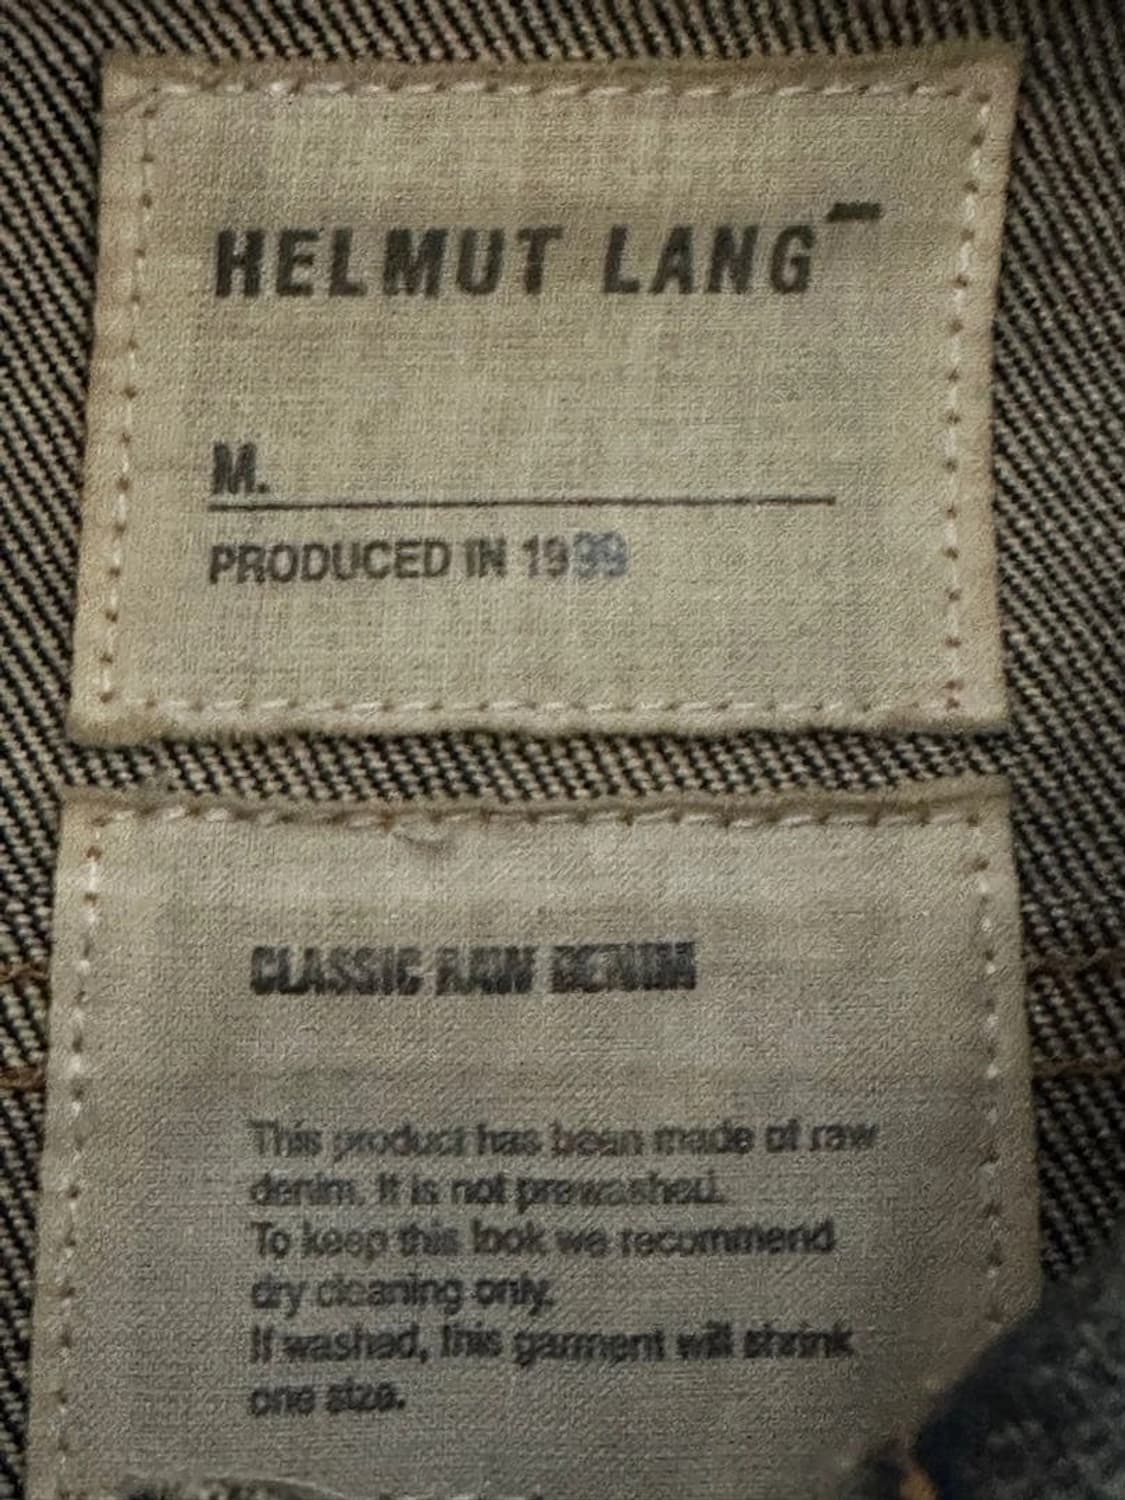 HELMUT LANG
M.
PRODUCED IN 1999
CLASSIC RAW DENIM
This product has been made of raw
denim. It is not prewashed.
To keep this look we recommend
dry cleaning only.
If washed, this garment will shrink
one size.